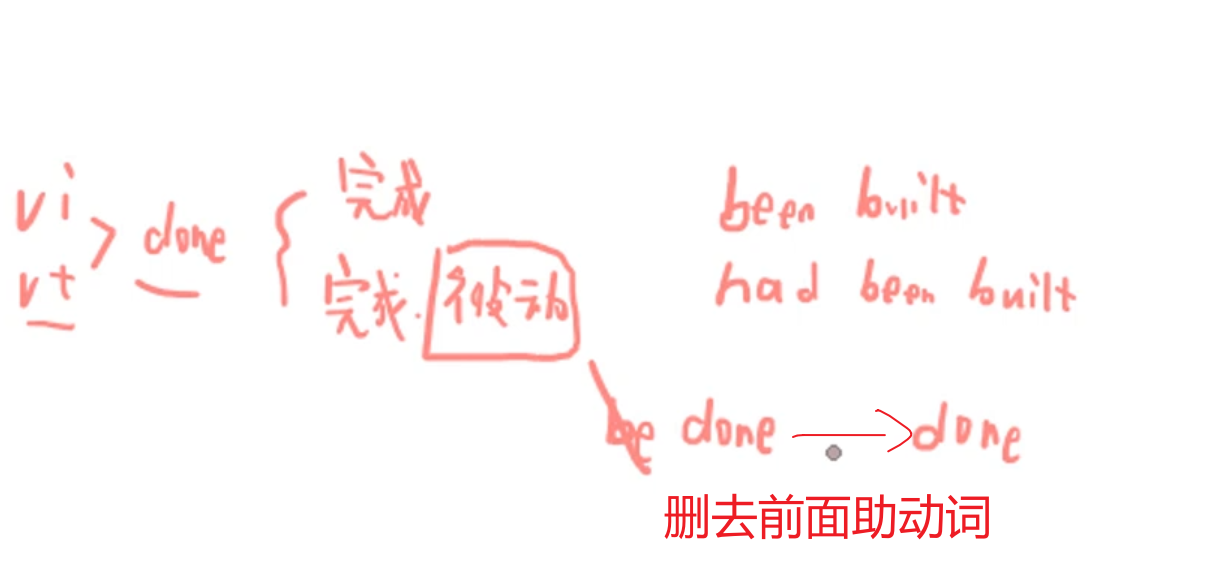 vi
vt
done
完成
完成.被动
been built
had been built
be done → done
删去前面助动词